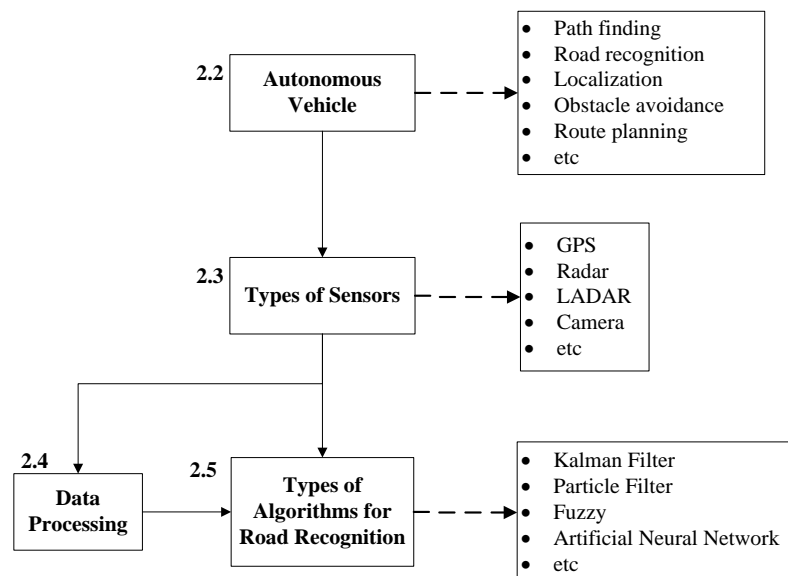 2.2
Autonomous
Vehicle
• Path finding
• Road recognition
• Localization
• Obstacle avoidance
• Route planning
• etc
2.3
Types of Sensors
• GPS
• Radar
• LADAR
• Camera
• etc
2.4
Data
Processing
2.5
Types of
Algorithms for
Road Recognition
• Kalman Filter
• Particle Filter
• Fuzzy
• Artificial Neural Network
• etc